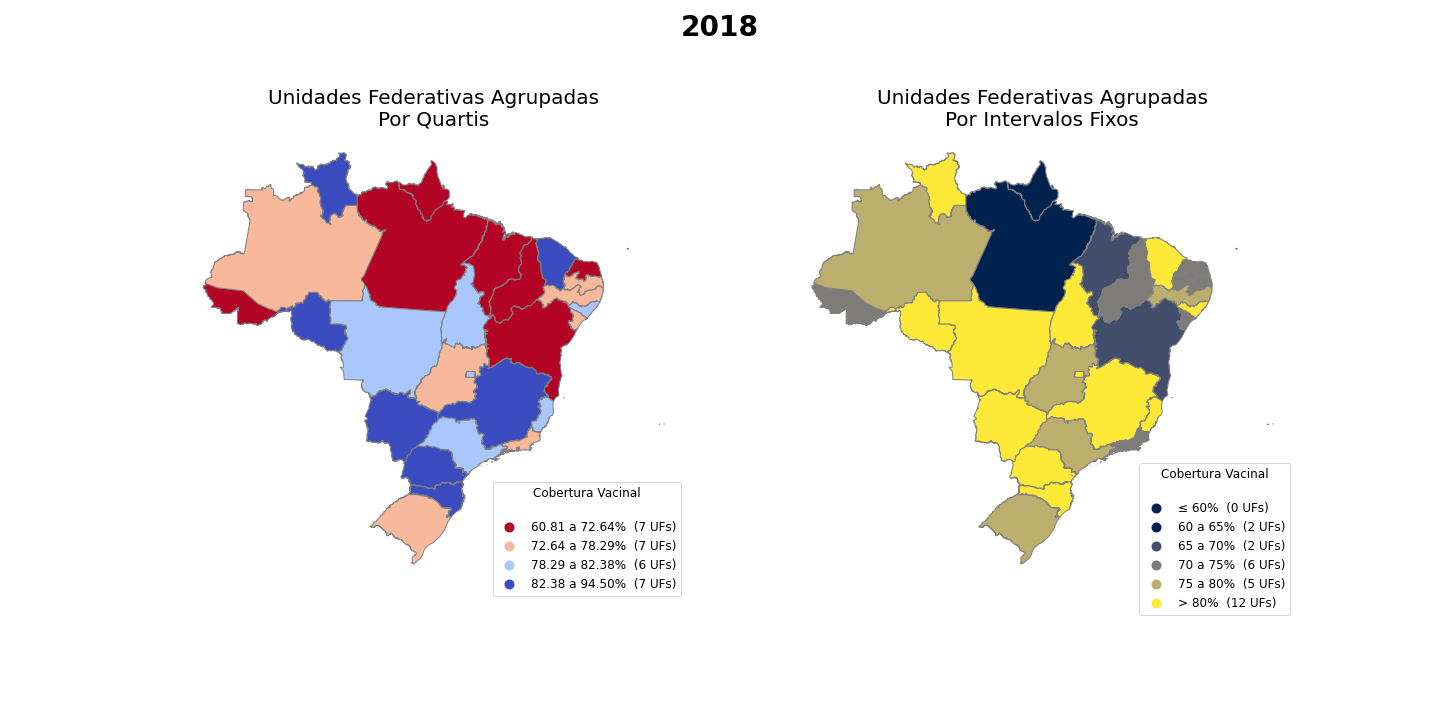 2018
Unidades Federativas Agrupadas
Por Quartis
Cobertura Vacinal
60.81 a 72.64%  (7 UFs)
72.64 a 78.29%  (7 UFs)
78.29 a 82.38%  (6 UFs)
82.38 a 94.50%  (7 UFs)
Unidades Federativas Agrupadas
Por Intervalos Fixos
Cobertura Vacinal
≤ 60%  (0 UFs)
60 a 65%  (2 UFs)
65 a 70%  (2 UFs)
70 a 75%  (6 UFs)
75 a 80%  (5 UFs)
> 80%  (12 UFs)